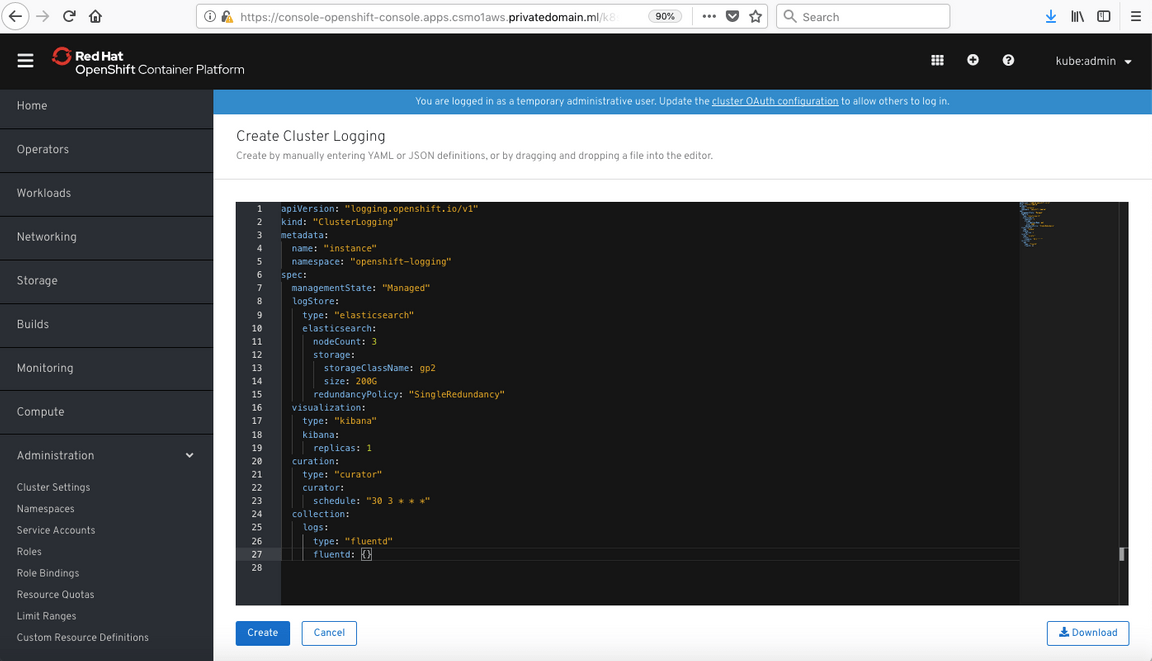 https://console-openshift-console.apps.csmo1aws.privatedomain.ml/k8
90%
Search
Red Hat
OpenShift Container Platform
kube:admin
Home
Operators
Workloads
Networking
Storage
Builds
Monitoring
Compute
Administration
Cluster Settings
Namespaces
Service Accounts
Roles
Role Bindings
Resource Quotas
Limit Ranges
Custom Resource Definitions
You are logged in as a temporary administrative user. Update the cluster OAuth configuration to allow others to log in.
Create Cluster Logging
Create by manually entering YAML or JSON definitions, or by dragging and dropping a file into the editor.
1 apiVersion: "logging.openshift.io/v1"
2 kind: "ClusterLogging"
3 metadata:
4   name: "instance"
5   namespace: "openshift-logging"
6 spec:
7   managementState: "Managed"
8   logStore:
9     type: "elasticsearch"
10     elasticsearch:
11       nodeCount: 3
12       storage:
13         storageClassName: gp2
14         size: 200G
15       redundancyPolicy: "SingleRedundancy"
16   visualization:
17     type: "kibana"
18     kibana:
19       replicas: 1
20   curation:
21     type: "curator"
22     curator:
23       schedule: "30 3 * * *"
24   collection:
25     logs:
26       type: "fluentd"
27       fluentd: {}
28
Create
Cancel
Download